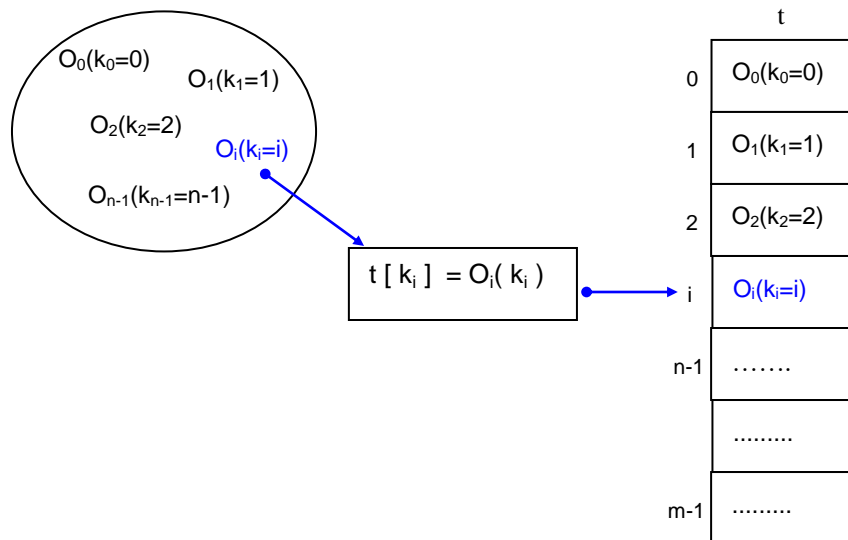 t
O₀(k₀=0)
O₁(k₁=1)
O₂(k₂=2)
Oᵢ(kᵢ=i)
Oₙ₋₁(kₙ₋₁=n-1)
t [ kᵢ ] = Oᵢ( kᵢ )
0 O₀(k₀=0)
1 O₁(k₁=1)
2 O₂(k₂=2)
i Oᵢ(kᵢ=i)
n-1 .......
.........
m-1 .........